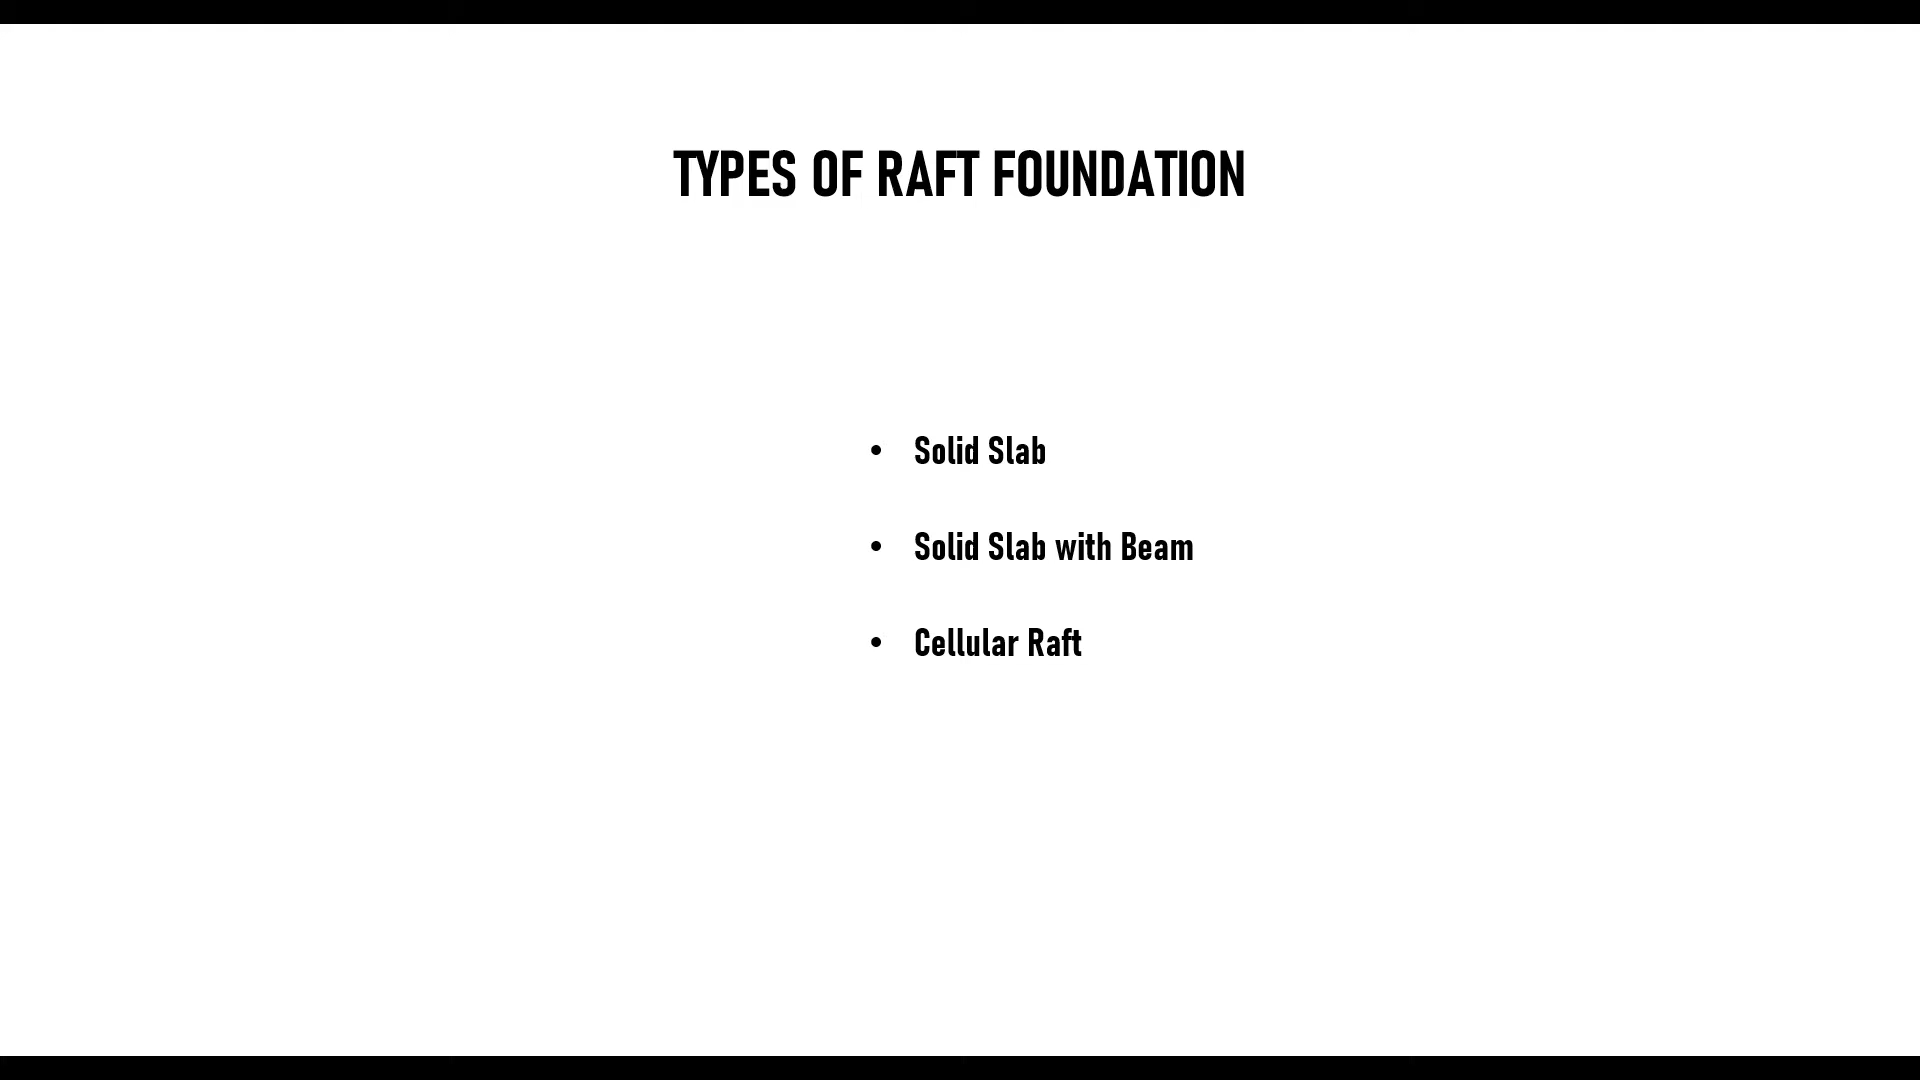 TYPES OF RAFT FOUNDATION
• Solid Slab
• Solid Slab with Beam
• Cellular Raft